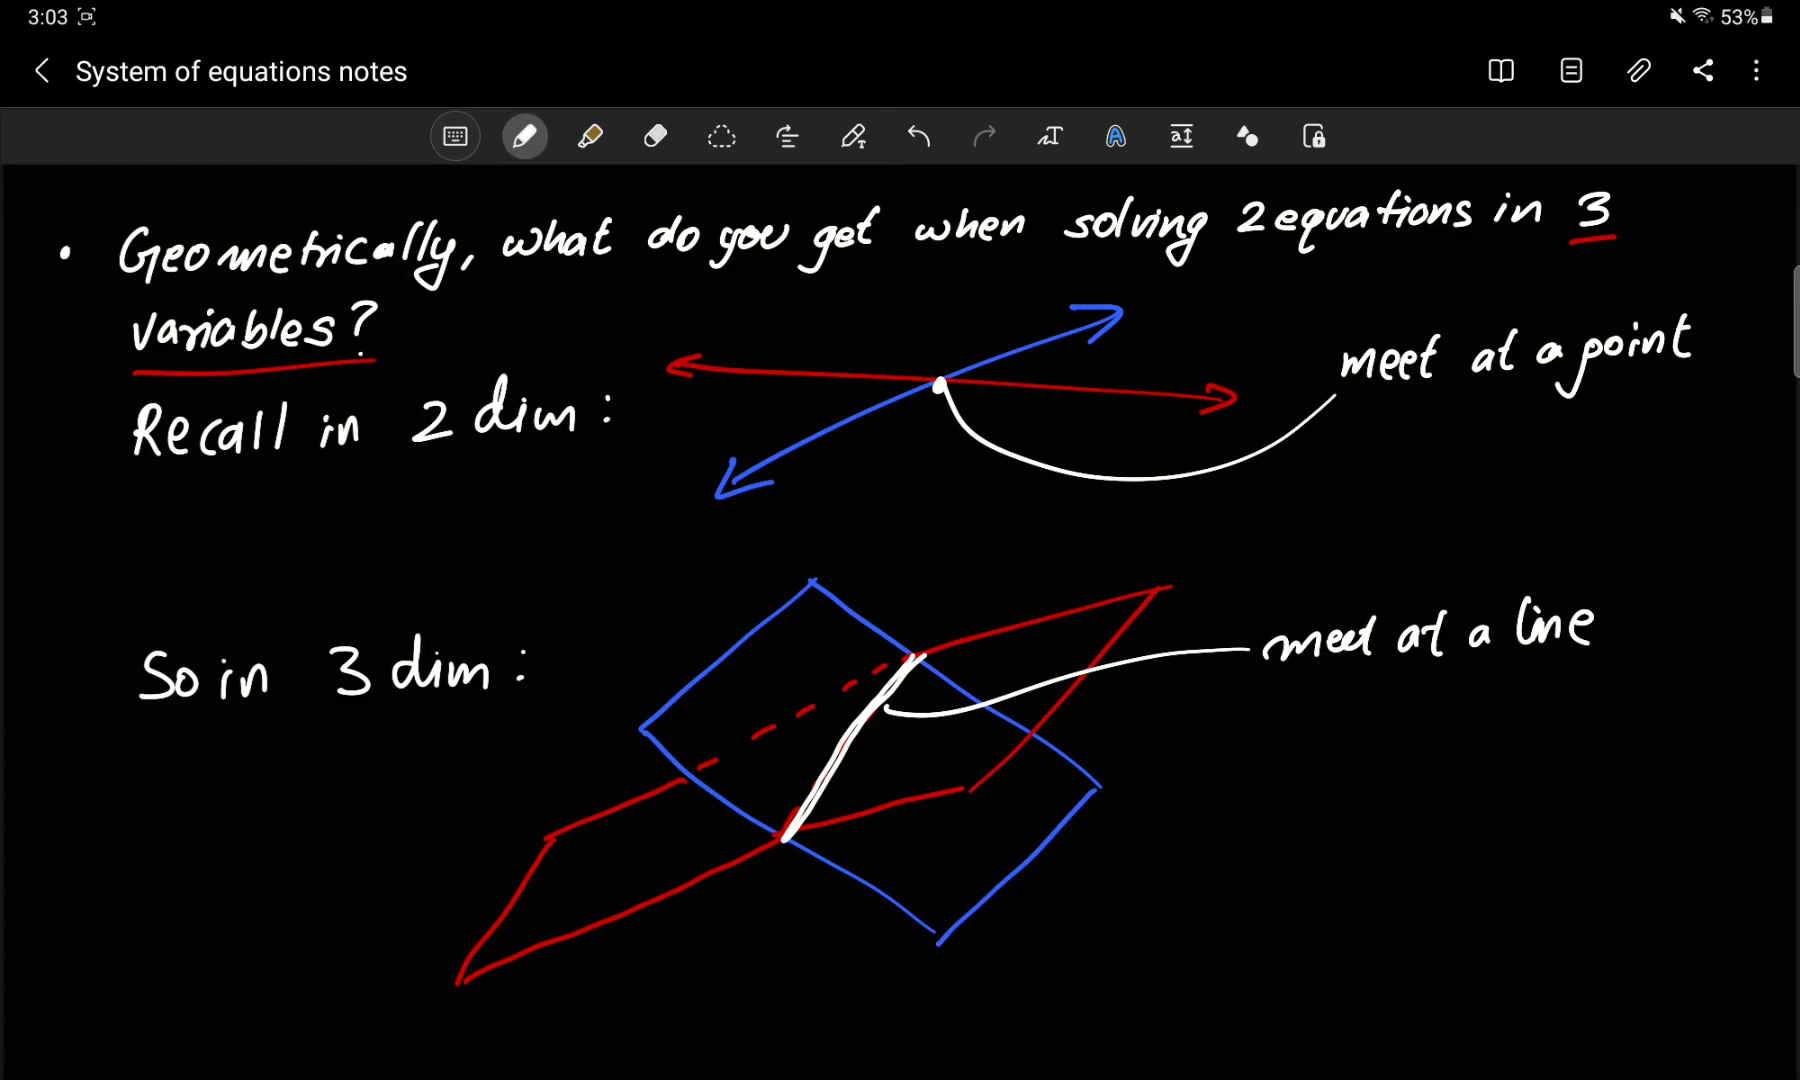 3:03
53%
System of equations notes
• Geometrically, what do you get when solving 2 equations in 3
variables?
Recall in 2 dim:
meet at a point
So in 3 dim:
meet at a line